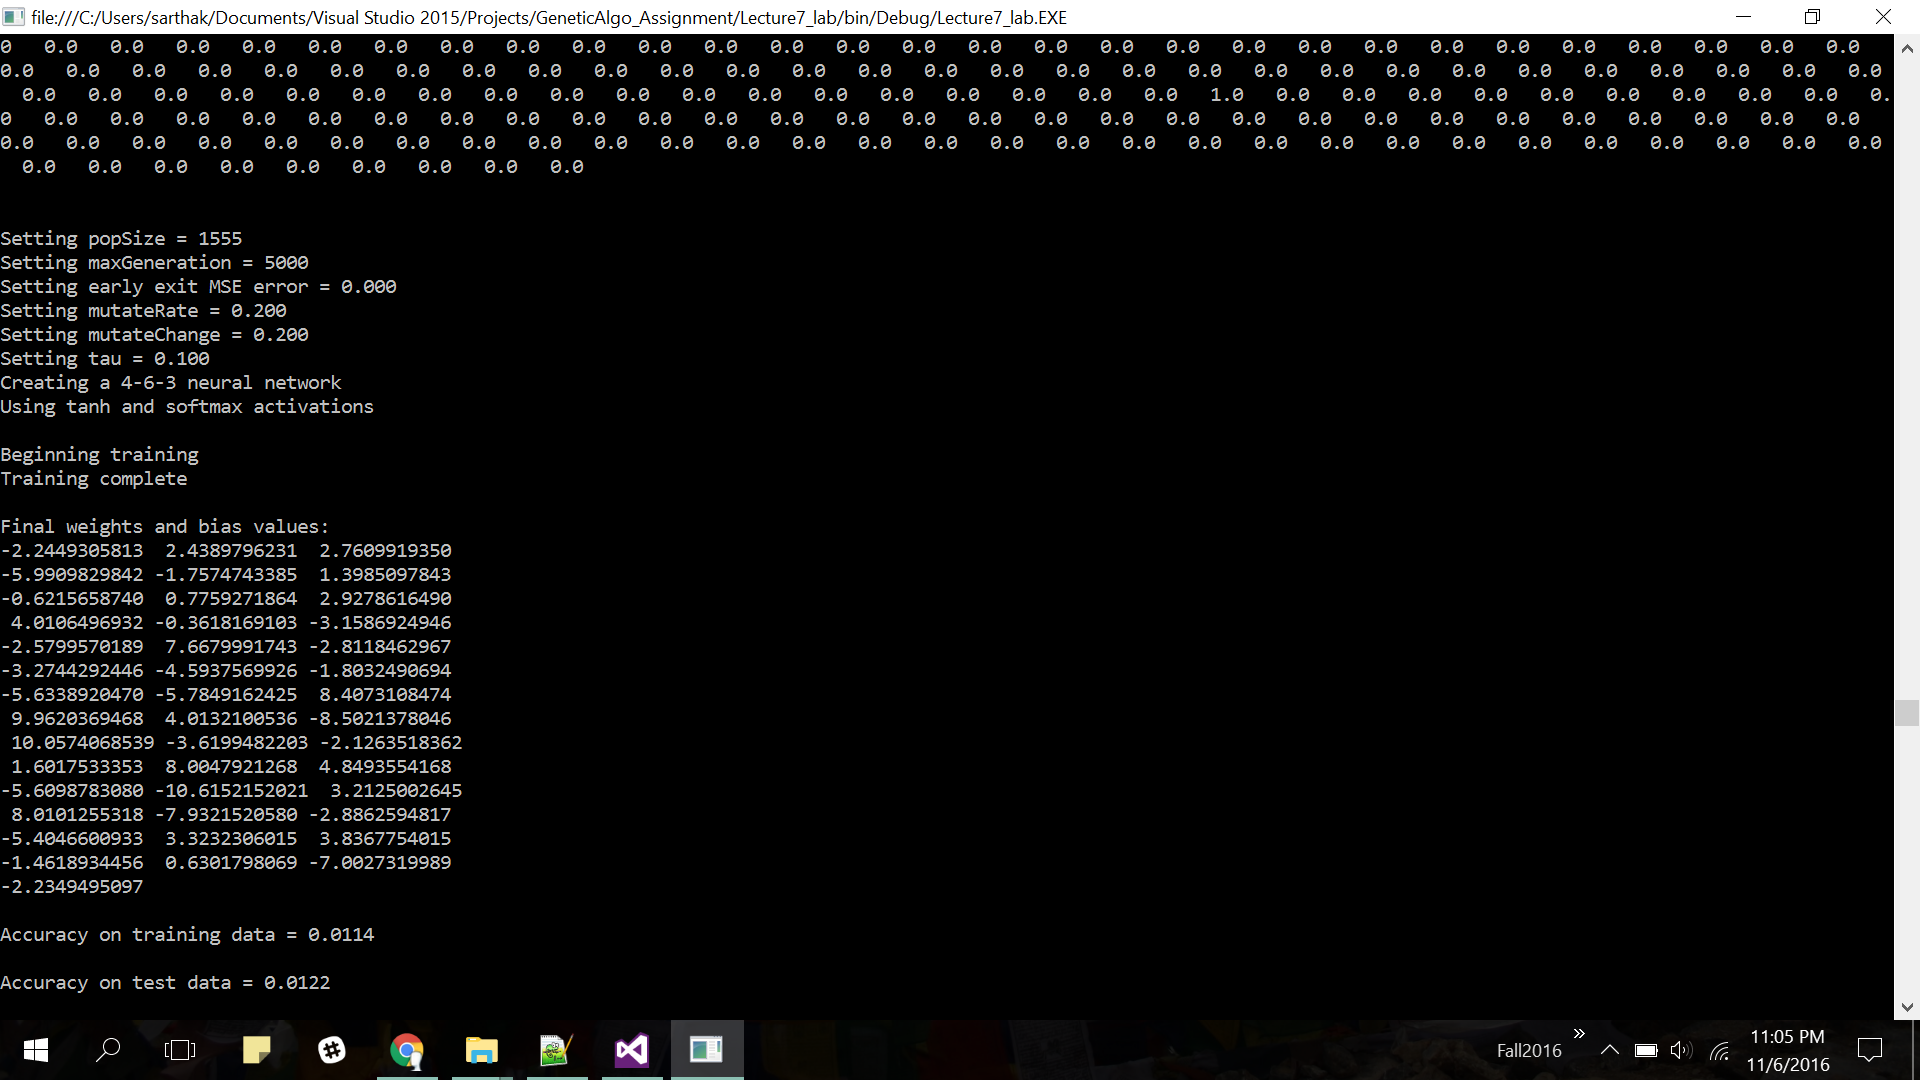 file:///C:/Users/sarthak/Documents/Visual Studio 2015/Projects/GeneticAlgo_Assignment/Lecture7_lab/bin/Debug/Lecture7_lab.EXE
0   0.0   0.0   0.0   0.0   0.0   0.0   0.0   0.0   0.0   0.0   0.0   0.0   0.0   0.0   0.0   0.0   0.0   0.0   0.0   0.0   0.0   0.0   0.0   0.0   0.0   0.0   0.0   0.0
0.0   0.0   0.0   0.0   0.0   0.0   0.0   0.0   0.0   0.0   0.0   0.0   0.0   0.0   0.0   0.0   0.0   0.0   0.0   0.0   0.0   0.0   0.0   0.0   0.0   0.0   0.0   0.0   0.0
0.0   0.0   0.0   0.0   0.0   0.0   0.0   0.0   0.0   0.0   0.0   0.0   0.0   0.0   0.0   0.0   0.0   0.0   1.0   0.0   0.0   0.0   0.0   0.0   0.0   0.0   0.0   0.0   0.
0   0.0   0.0   0.0   0.0   0.0   0.0   0.0   0.0   0.0   0.0   0.0   0.0   0.0   0.0   0.0   0.0   0.0   0.0   0.0   0.0   0.0   0.0   0.0   0.0   0.0   0.0   0.0   0.0
0.0   0.0   0.0   0.0   0.0   0.0   0.0   0.0   0.0   0.0   0.0   0.0   0.0   0.0   0.0   0.0   0.0   0.0   0.0   0.0   0.0   0.0   0.0   0.0   0.0   0.0   0.0   0.0   0.0
0.0   0.0   0.0   0.0   0.0   0.0   0.0   0.0   0.0
Setting popSize = 1555
Setting maxGeneration = 5000
Setting early exit MSE error = 0.000
Setting mutateRate = 0.200
Setting mutateChange = 0.200
Setting tau = 0.100
Creating a 4-6-3 neural network
Using tanh and softmax activations
Beginning training
Training complete
Final weights and bias values:
-2.2449305813  2.4389796231  2.7609919350
-5.9909829842 -1.7574743385  1.3985097843
-0.6215658740  0.7759271864  2.9278616490
4.0106496932 -0.3618169103 -3.1586924946
-2.5799570189  7.6679991743 -2.8118462967
-3.2744292446 -4.5937569926 -1.8032490694
-5.6338920470 -5.7849162425  8.4073108474
9.9620369468  4.0132100536 -8.5021378046
10.0574068539 -3.6199482203 -2.1263518362
1.6017533353  8.0047921268  4.8493554168
-5.6098783080 -10.6152152021  3.2125002645
8.0101255318 -7.9321520580 -2.8862594817
-5.4046600933  3.3232306015  3.8367754015
-1.4618934456  0.6301798069 -7.0027319989
-2.2349495097
Accuracy on training data = 0.0114
Accuracy on test data = 0.0122
Fall2016
11:05 PM
11/6/2016